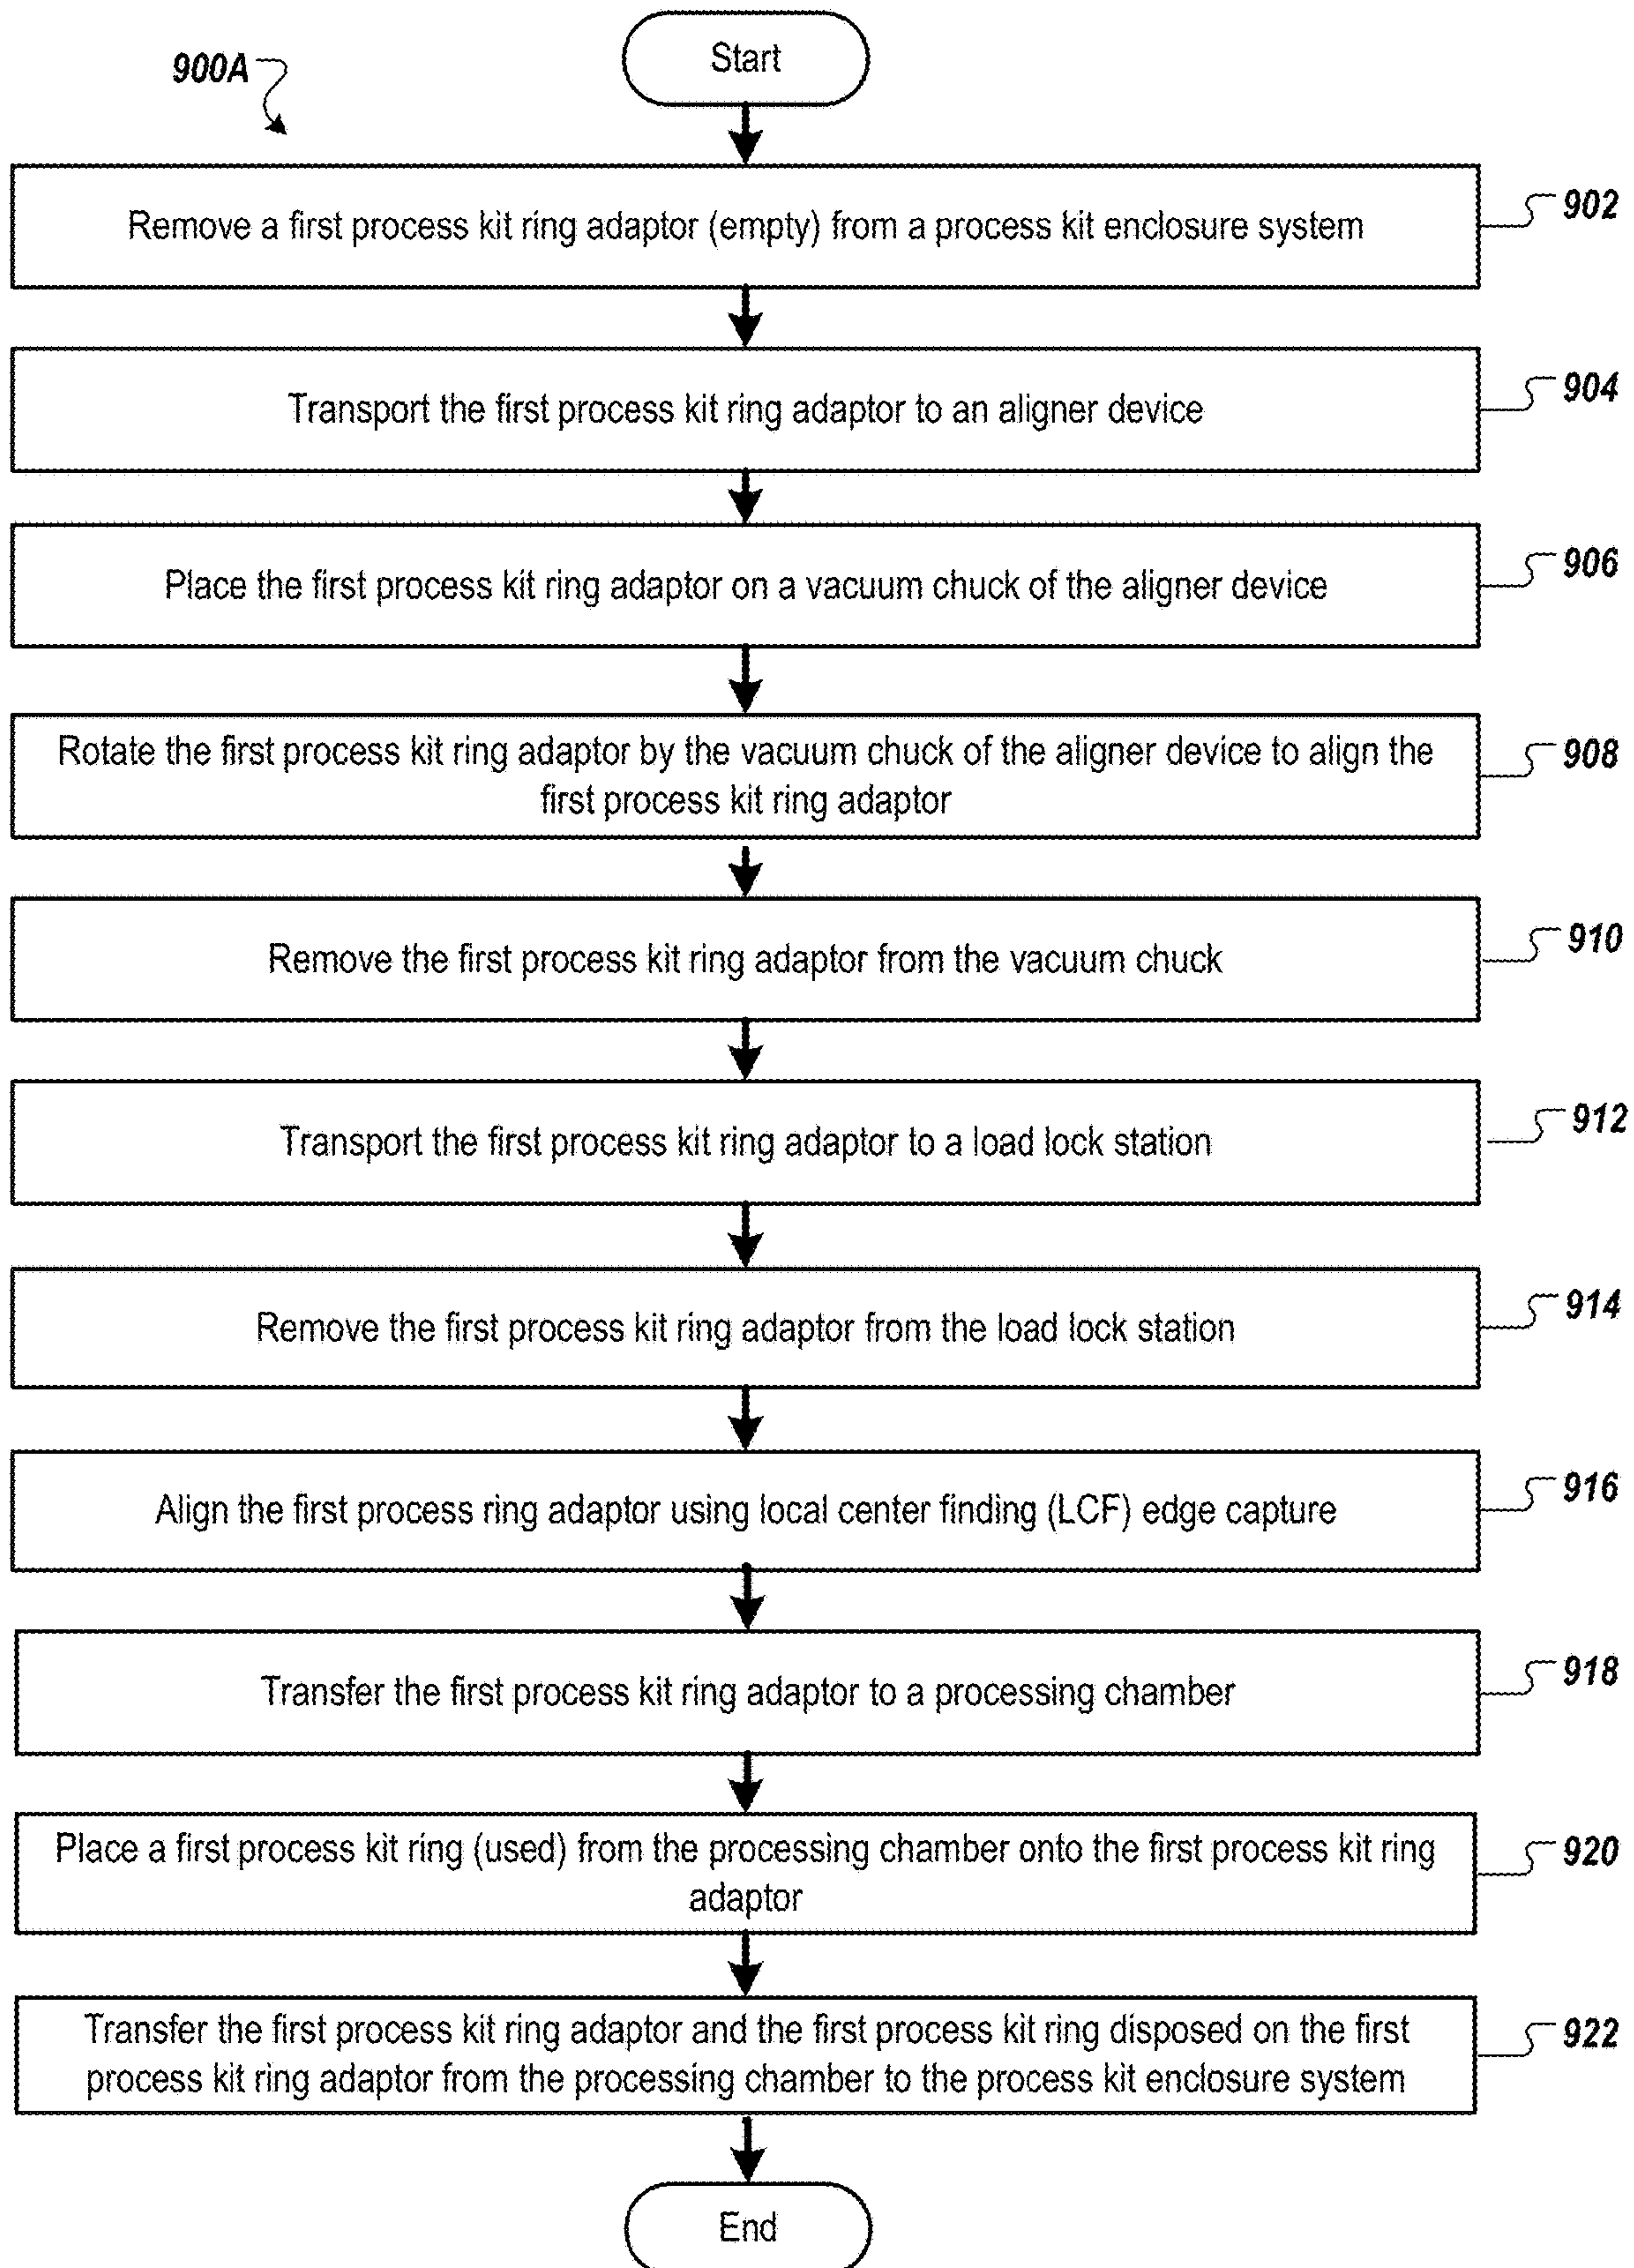 Start
900A
Remove a first process kit ring adaptor (empty) from a process kit enclosure system
902
Transport the first process kit ring adaptor to an aligner device
904
Place the first process kit ring adaptor on a vacuum chuck of the aligner device
906
Rotate the first process kit ring adaptor by the vacuum chuck of the aligner device to align the
first process kit ring adaptor
908
Remove the first process kit ring adaptor from the vacuum chuck
910
Transport the first process kit ring adaptor to a load lock station
912
Remove the first process kit ring adaptor from the load lock station
914
Align the first process ring adaptor using local center finding (LCF) edge capture
916
Transfer the first process kit ring adaptor to a processing chamber
918
Place a first process kit ring (used) from the processing chamber onto the first process kit ring
adaptor
920
Transfer the first process kit ring adaptor and the first process kit ring disposed on the first
process kit ring adaptor from the processing chamber to the process kit enclosure system
922
End